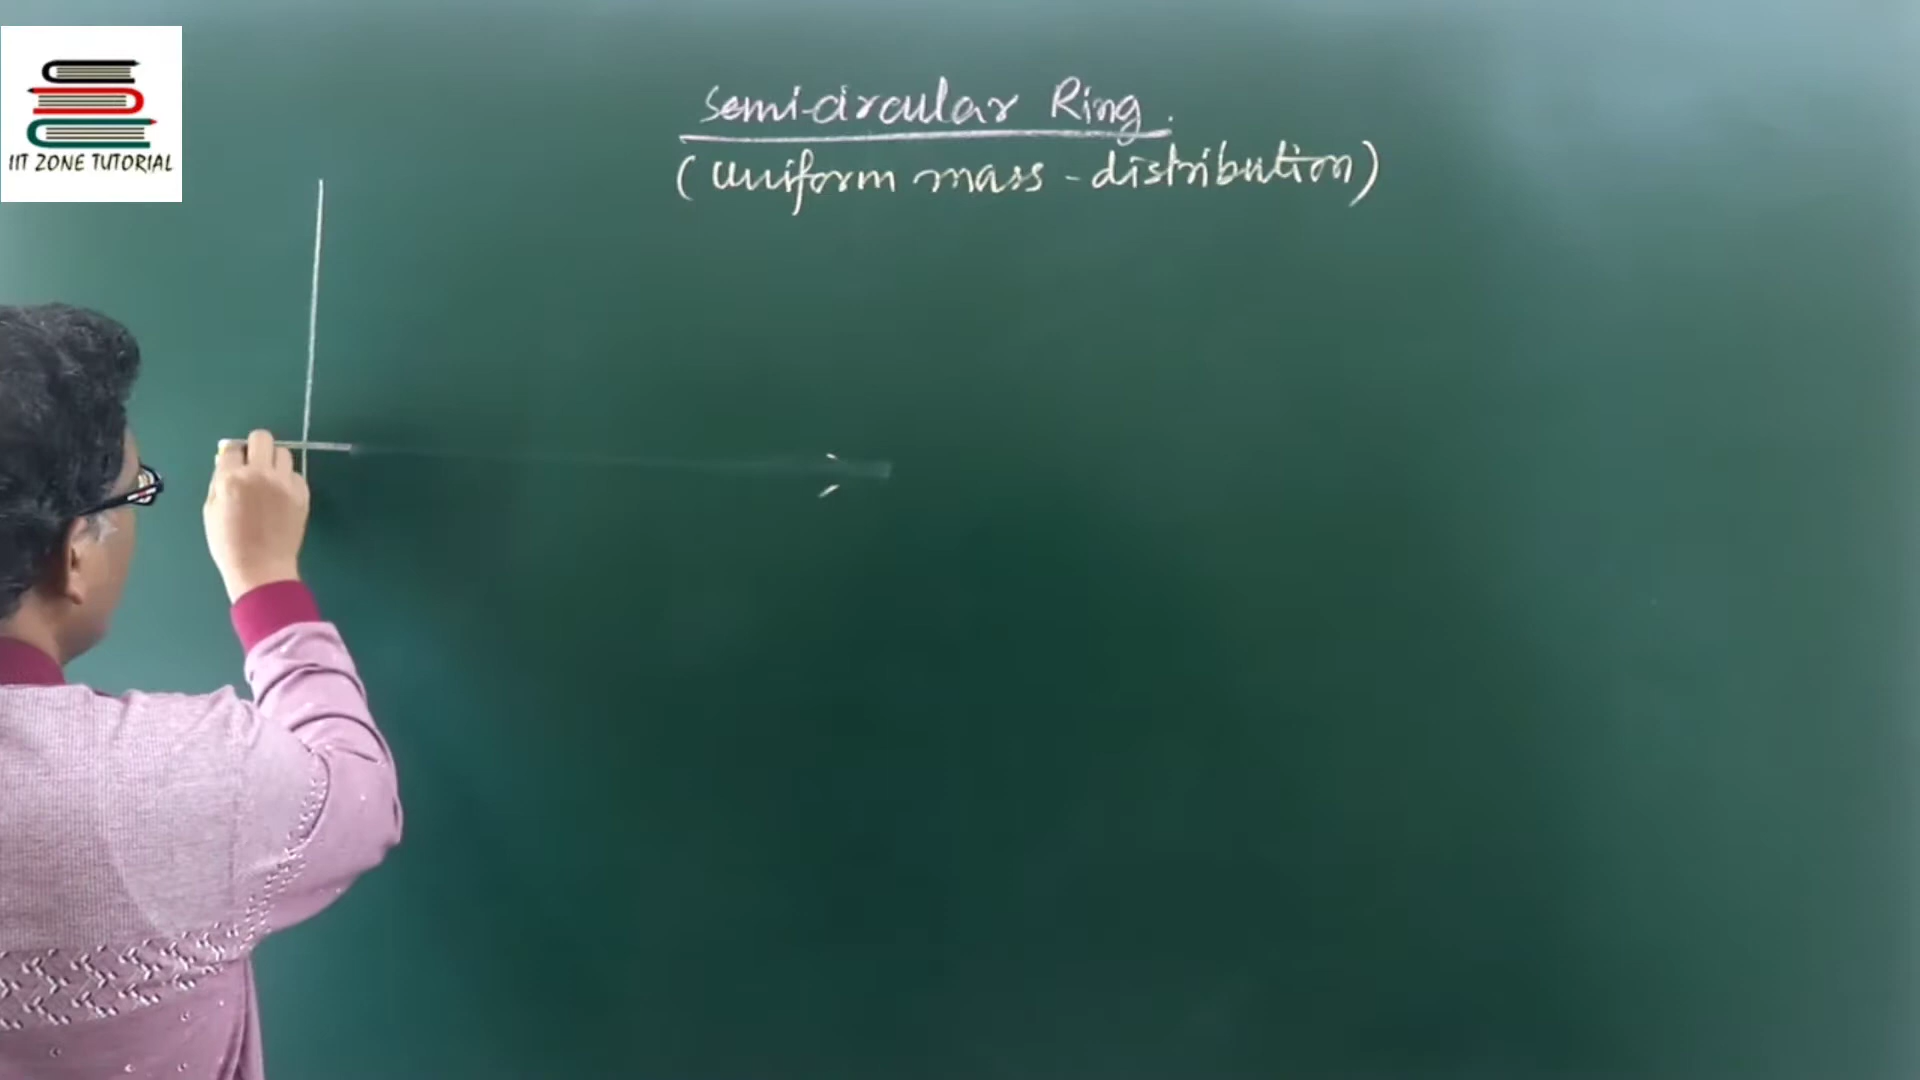 IIT ZONE TUTORIAL
Semi-circular Ring.
(Uniform mass-distribution)